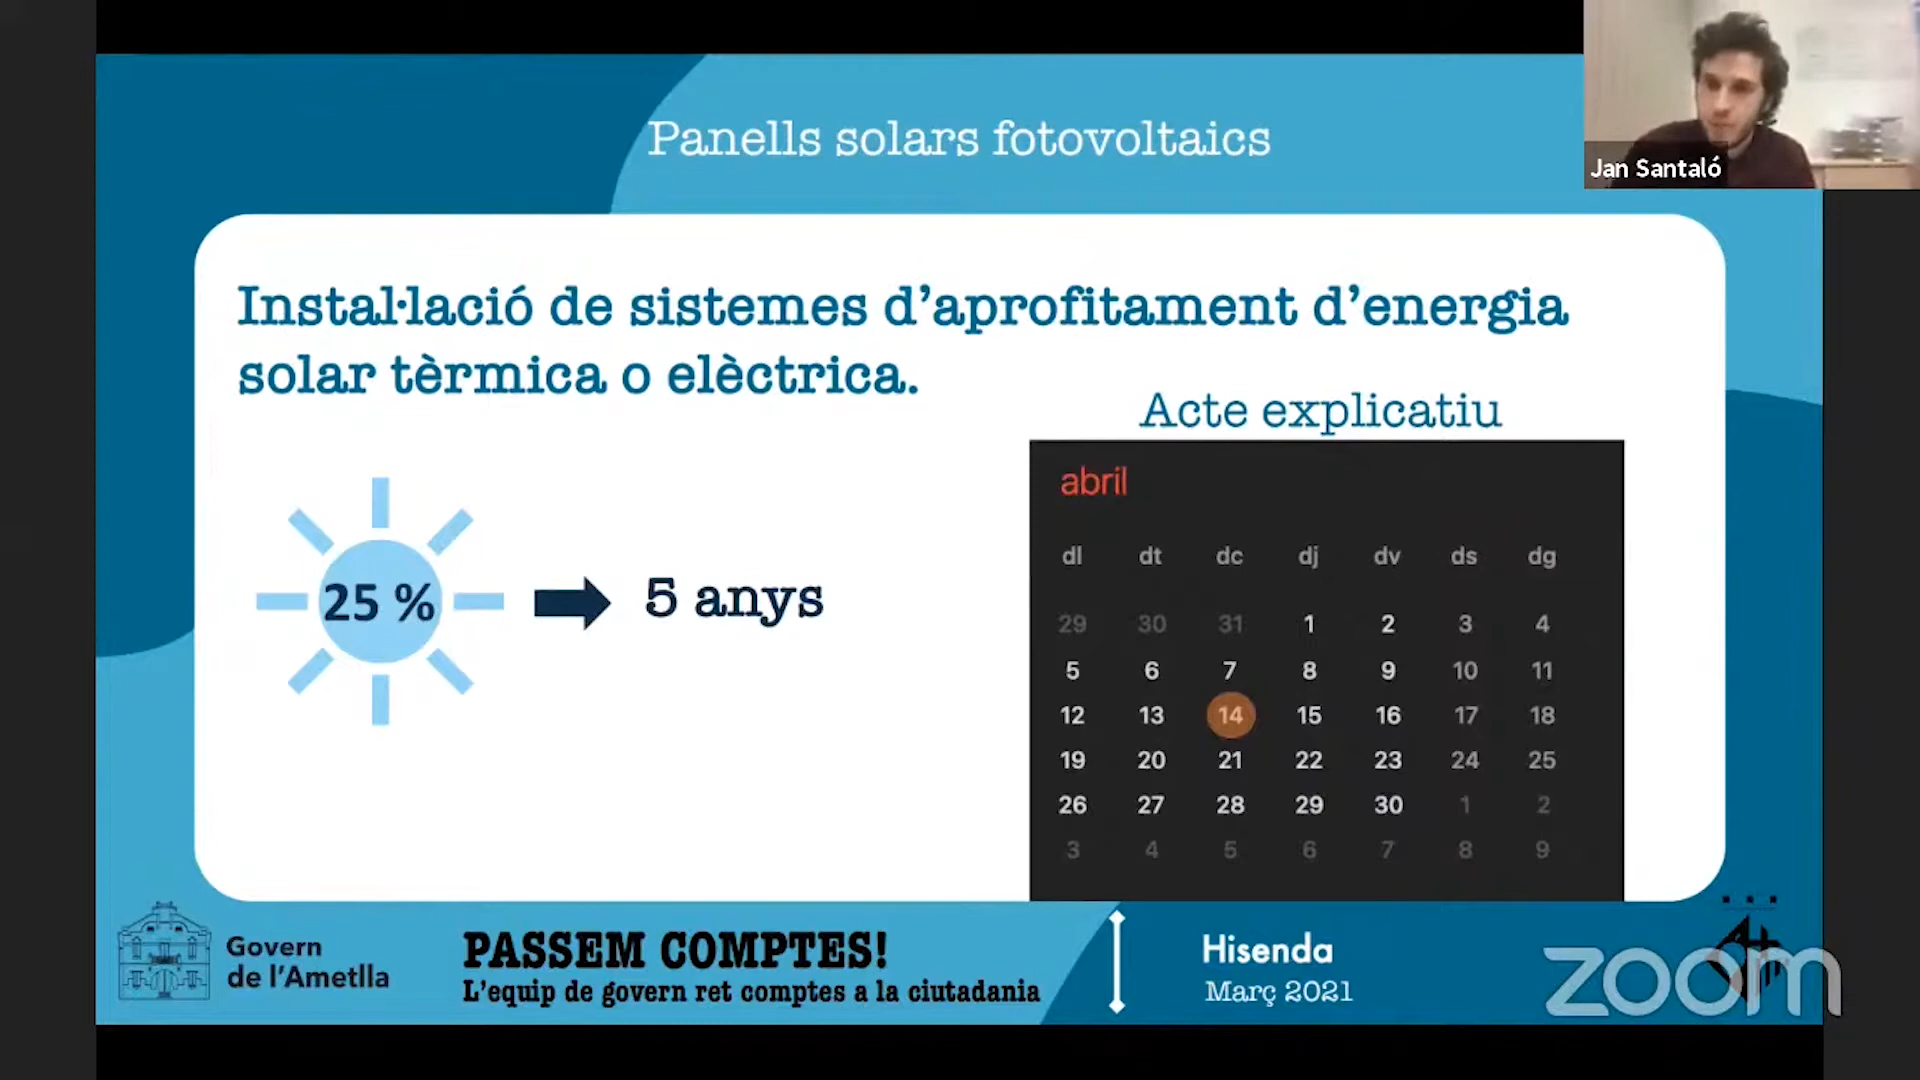 Panells solars fotovoltaics
Jan Santaló
Instal·lació de sistemes d’aprofitament d’energia
solar tèrmica o elèctrica.
25 %
5 anys
Acte explicatiu
abril
dl dt dc dj dv ds dg
29 30 31 1 2 3 4
5 6 7 8 9 10 11
12 13 14 15 16 17 18
19 20 21 22 23 24 25
26 27 28 29 30 1 2
3 4 5 6 7 8 9
Govern
de l’Ametlla
PASSEM COMPTES!
L’equip de govern ret comptes a la ciutadania
Hisenda
Març 2021
zoom